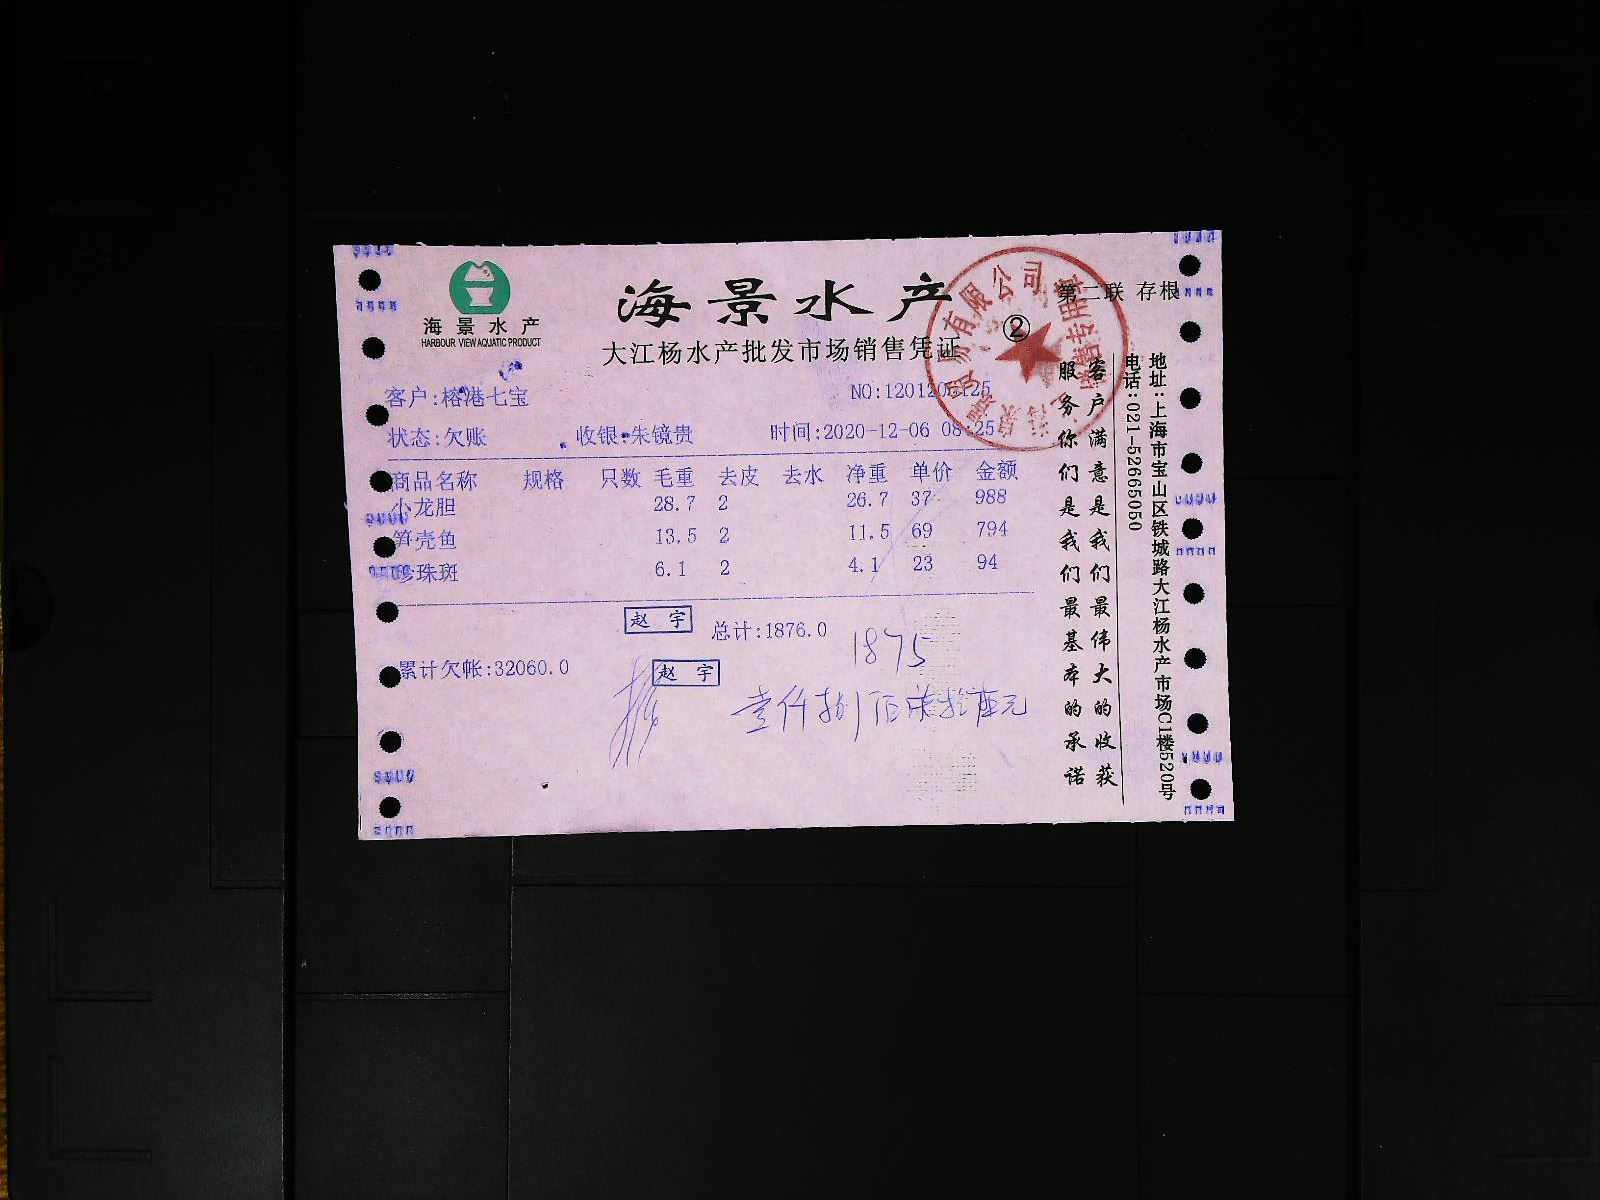 海景水产
HARBOUR VIEW AQUATIC PRODUCT
海景水产
大江杨水产批发市场销售凭证
②
第二联 存根
客户:榕港七宝
状态:欠账 收银:朱镜贵 时间:2020-12-06 08:25
商品名称 规格 只数 毛重 去皮 去水 净重 单价 金额
小龙胆 28.7 2 26.7 37 988
笋壳鱼 13.5 2 11.5 69 794
珍珠斑 6.1 2 4.1 23 94
赵宇
总计:1876.0
1875
累计欠帐:32060.0
赵宇
壹仟捌佰柒拾伍元
客户满意是我们最伟大的收获
服务你们是我们最基本的承诺
地址:上海市宝山区铁城路大江杨水产市场C1楼520号
电话:021-52665050